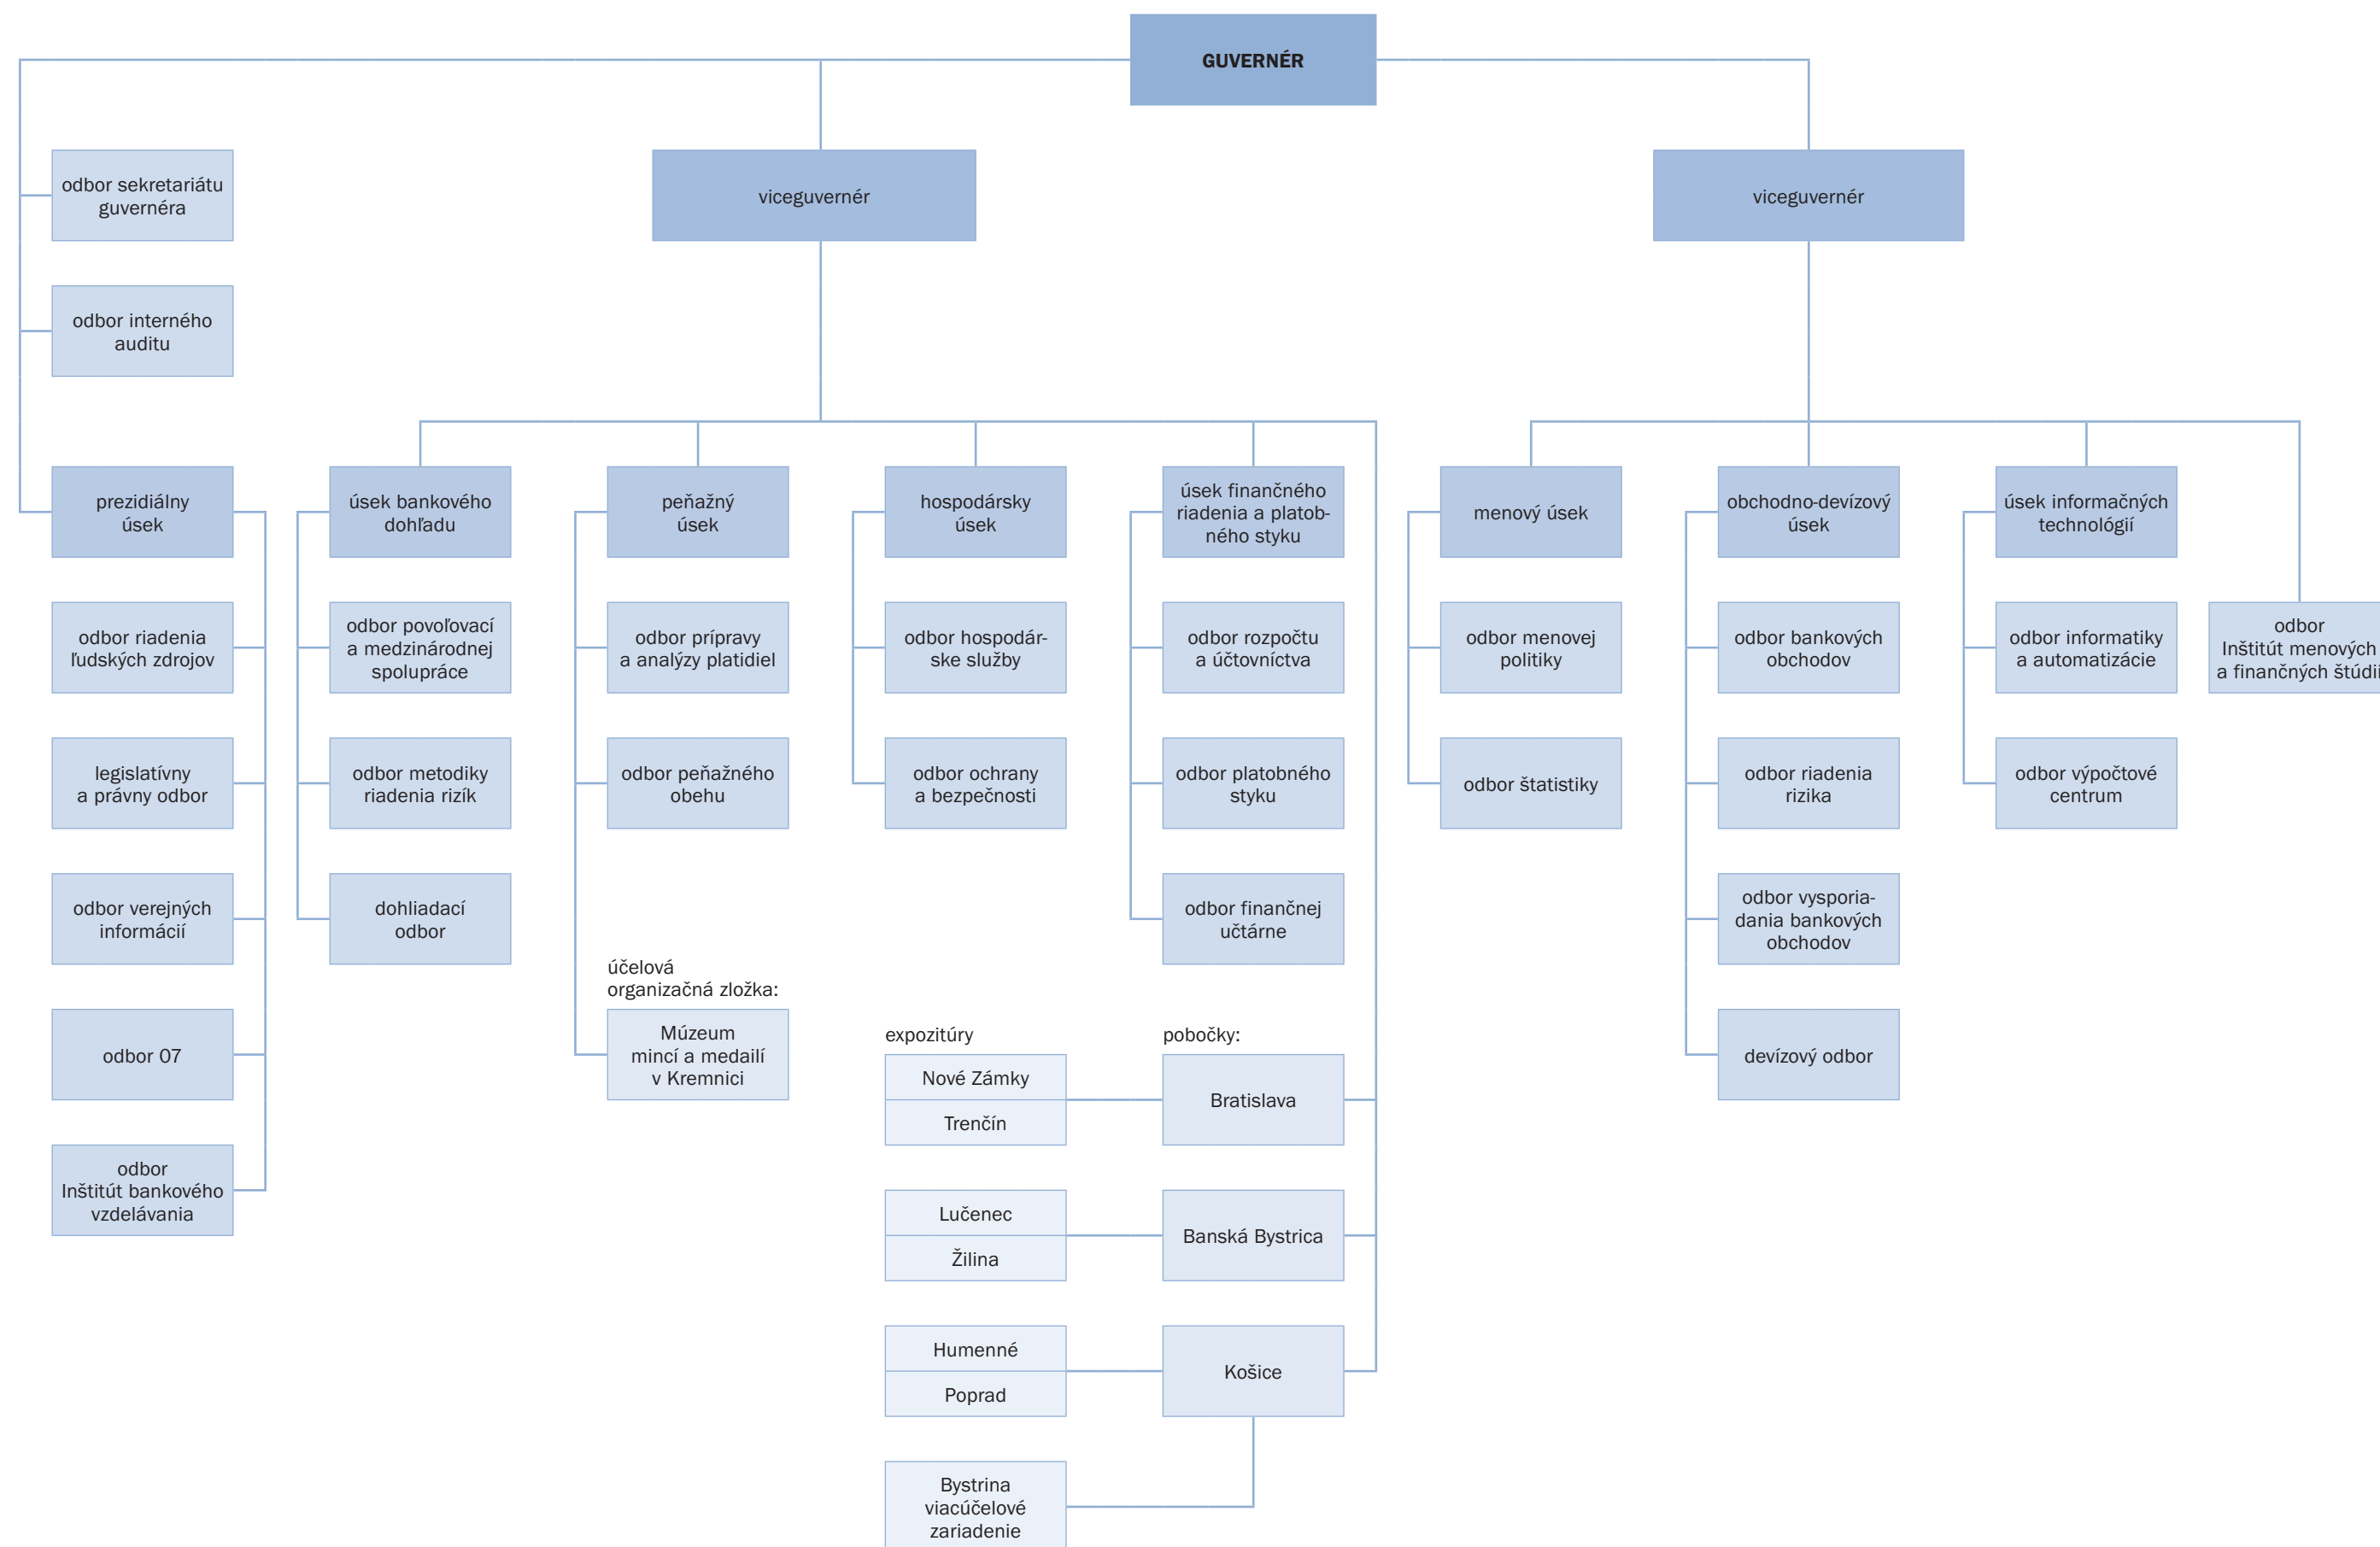 GUVERNÉR
odbor sekretariátu
guvernéra
viceguvernér
viceguvernér
odbor interného
auditu
prezidiálny
úsek
úsek bankového
dohľadu
peňažný
úsek
hospodársky
úsek
úsek finančného
riadenia a platob-
ného styku
menový úsek
obchodno-devízový
úsek
úsek informačných
technológií
odbor riadenia
ľudských zdrojov
odbor povoľovací
a medzinárodnej
spolupráce
odbor prípravy
a analýzy platidiel
odbor hospodár-
ske služby
odbor rozpočtu
a účtovníctva
odbor menovej
politiky
odbor bankových
obchodov
odbor informatiky
a automatizácie
odbor
Inštitút menových
a finančných štúdií
legislatívny
a právny odbor
odbor metodiky
riadenia rizík
odbor peňažného
obehu
odbor ochrany
a bezpečnosti
odbor platobného
styku
odbor štatistiky
odbor riadenia
rizika
odbor výpočtové
centrum
odbor verejných
informácií
dohliadací
odbor
odbor finančnej
učtárne
odbor vysporia-
dania bankových
obchodov
účelová
organizačná zložka:
odbor 07
Múzeum
mincí a medailí
v Kremnici
expozitúry
pobočky:
devízový odbor
Nové Zámky
Trenčín
Bratislava
odbor
Inštitút bankového
vzdelávania
Lučenec
Žilina
Banská Bystrica
Humenné
Poprad
Košice
Bystrina
viacúčelové
zariadenie